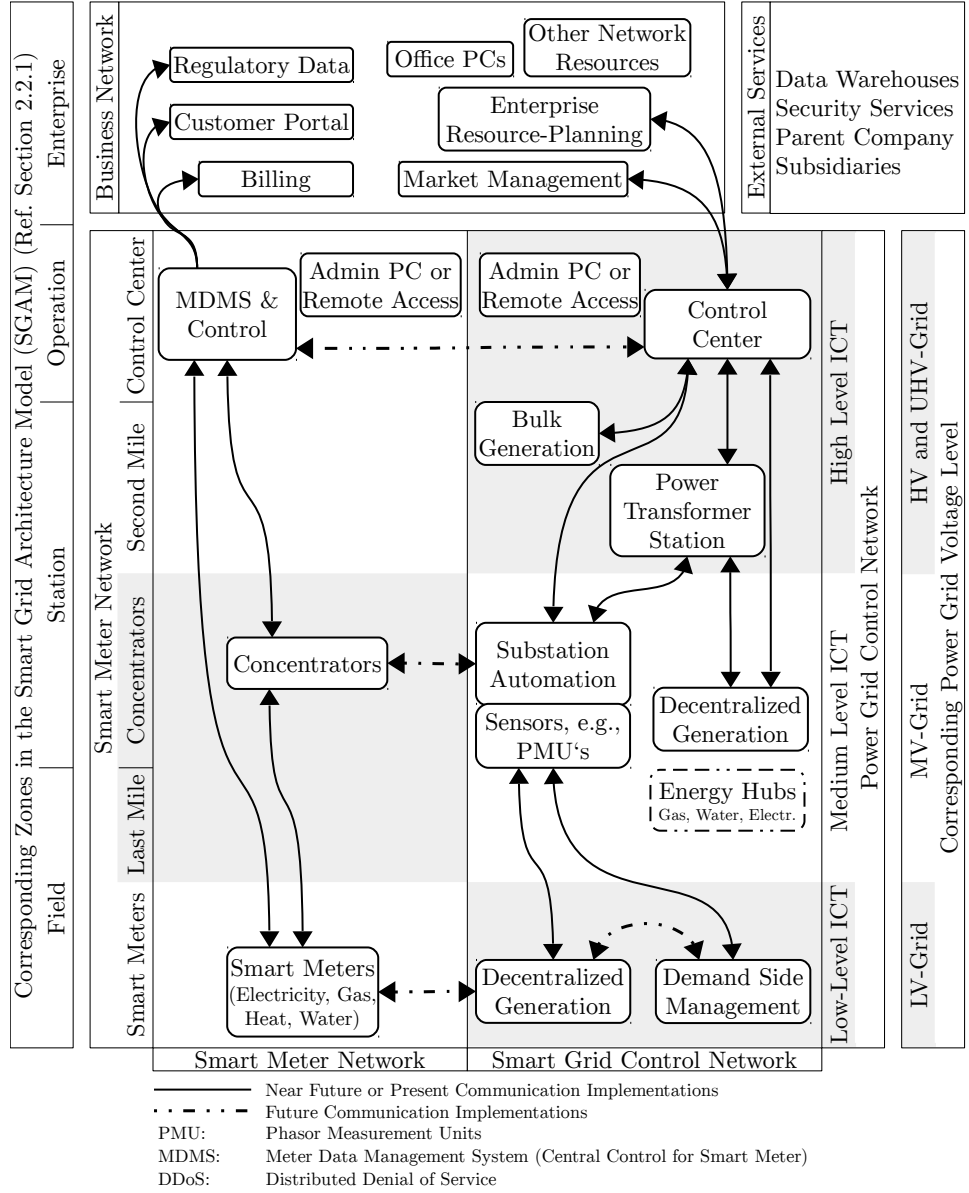 Corresponding Zones in the Smart Grid Architecture Model (SGAM) (Ref. Section 2.2.1)
Enterprise
Operation
Station
Field
Business Network
Regulatory Data
Customer Portal
Billing
Office PCs
Other Network
Resources
Enterprise
Resource-Planning
Market Management
External Services
Data Warehouses
Security Services
Parent Company
Subsidiaries
Smart Meter Network
Control Center
Second Mile
Concentrators
Last Mile
Smart Meters
MDMS &
Control
Admin PC or
Remote Access
Admin PC or
Remote Access
Control
Center
Bulk
Generation
Power
Transformer
Station
Concentrators
Substation
Automation
Sensors, e.g.,
PMU‘s
Decentralized
Generation
Energy Hubs
Gas, Water, Electr.
Smart Meters
(Electricity, Gas,
Heat, Water)
Decentralized
Generation
Demand Side
Management
High Level ICT
Medium Level ICT
Low-Level ICT
Power Grid Control Network
HV and UHV-Grid
MV-Grid
LV-Grid
Corresponding Power Grid Voltage Level
Smart Meter Network
Smart Grid Control Network
Near Future or Present Communication Implementations
Future Communication Implementations
PMU: Phasor Measurement Units
MDMS: Meter Data Management System (Central Control for Smart Meter)
DDoS: Distributed Denial of Service